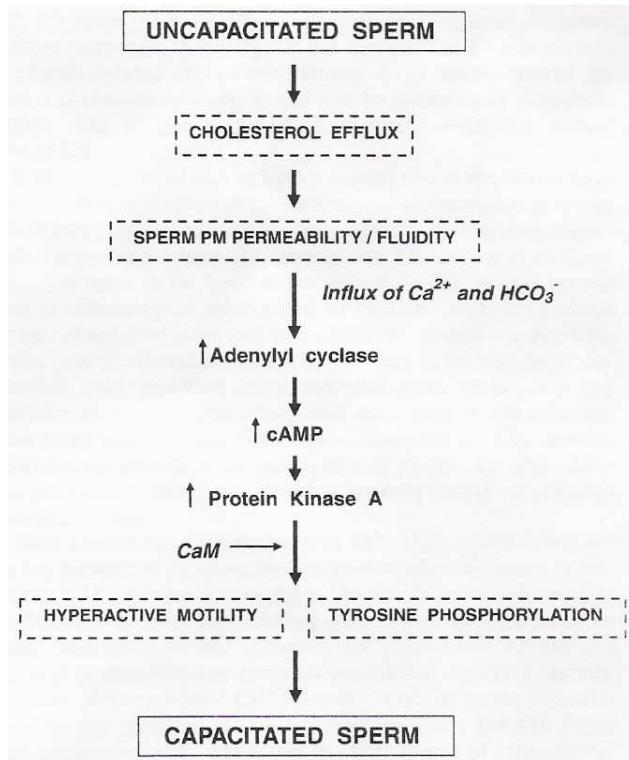 UNCAPACITATED SPERM
CHOLESTEROL EFFLUX
SPERM PM PERMEABILITY/FLUIDITY
Influx of Ca²⁺ and HCO₃⁻
↑Adenylyl cyclase
↑cAMP
↑Protein Kinase A
CaM
HYPERACTIVE MOTILITY TYROSINE PHOSPHORYLATION
CAPACITATED SPERM